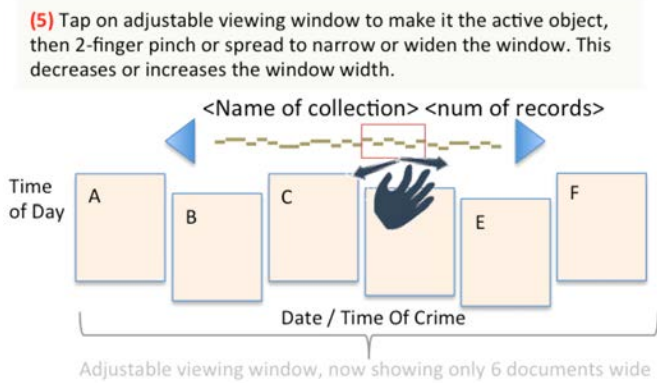 (5) Tap on adjustable viewing window to make it the active object,
then 2-finger pinch or spread to narrow or widen the window. This
decreases or increases the window width.
<Name of collection> <num of records>
Time
of Day
A
B
C
E
F
Date / Time Of Crime
Adjustable viewing window, now showing only 6 documents wide